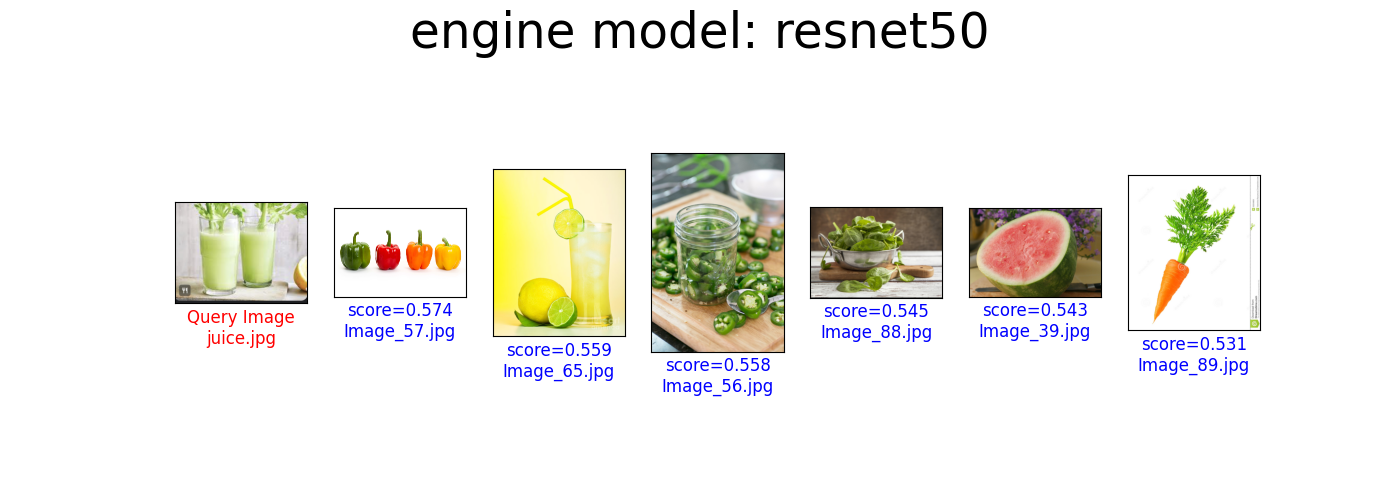 engine model: resnet50
Query Image
juice.jpg
score=0.574
Image_57.jpg
score=0.559
Image_65.jpg
score=0.558
Image_56.jpg
score=0.545
Image_88.jpg
score=0.543
Image_39.jpg
score=0.531
Image_89.jpg